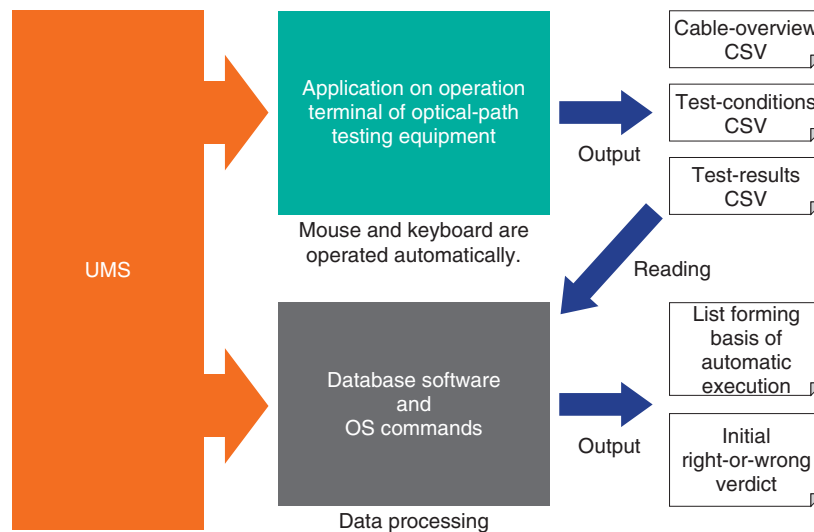 UMS
Application on operation
terminal of optical-path
testing equipment
Mouse and keyboard are
operated automatically.
Output
Cable-overview
CSV
Test-conditions
CSV
Test-results
CSV
Reading
Database software
and
OS commands
Data processing
Output
List forming
basis of
automatic
execution
Initial
right-or-wrong
verdict